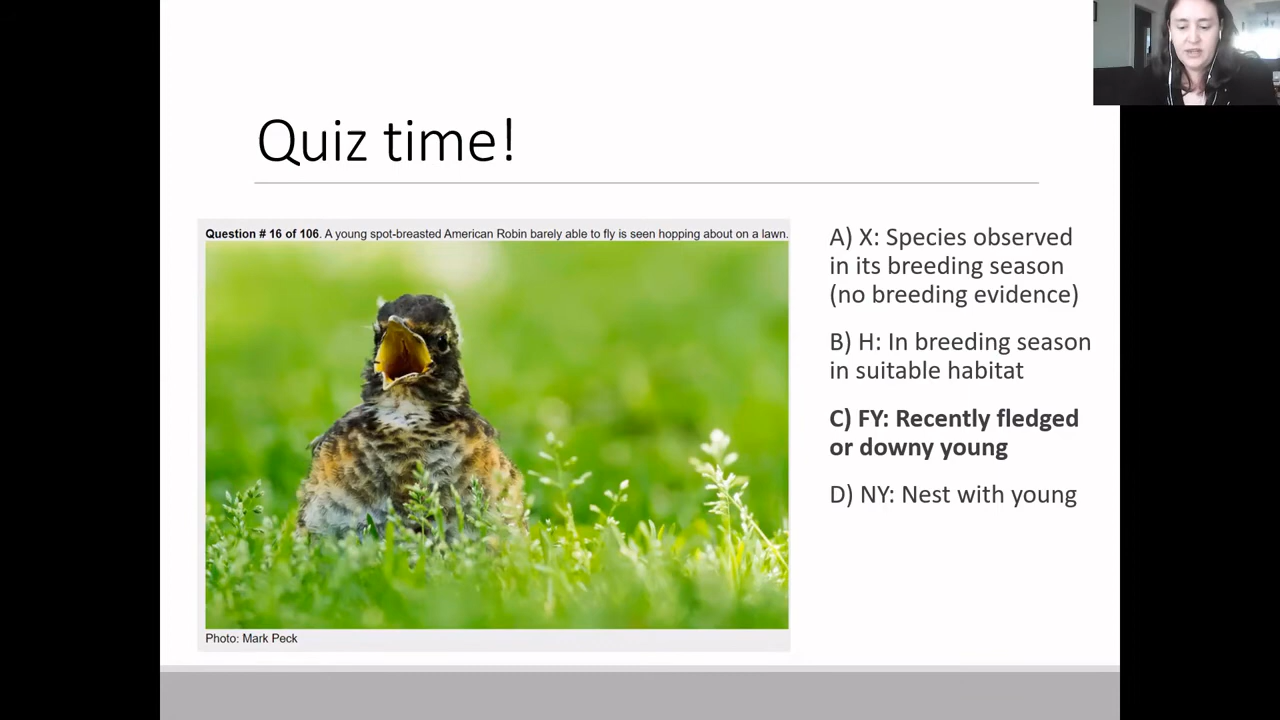 Quiz time!
Question # 16 of 106. A young spot-breasted American Robin barely able to fly is seen hopping about on a lawn.
Photo: Mark Peck
A) X: Species observed
in its breeding season
(no breeding evidence)
B) H: In breeding season
in suitable habitat
C) FY: Recently fledged
or downy young
D) NY: Nest with young